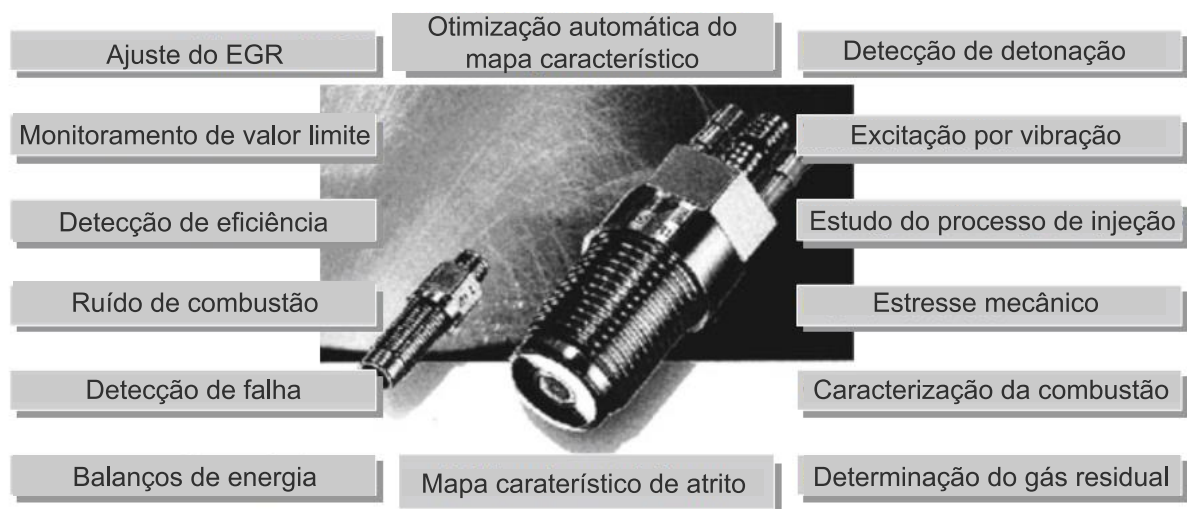 Ajuste do EGR
Otimização automática do
mapa característico
Detecção de detonação
Monitoramento de valor limite
Excitação por vibração
Detecção de eficiência
Estudo do processo de injeção
Ruído de combustão
Estresse mecânico
Detecção de falha
Caracterização da combustão
Balanços de energia
Mapa caraterístico de atrito
Determinação do gás residual